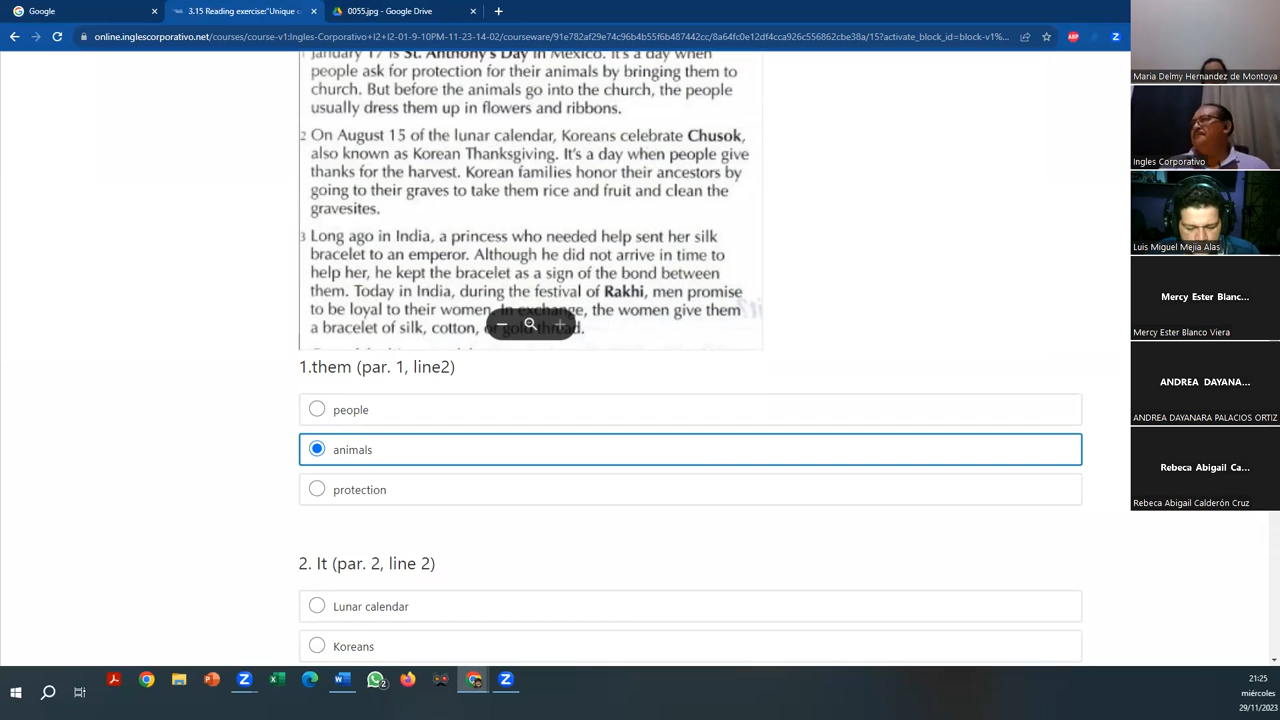 Google
3.15 Reading exercise:"Unique c
0055.jpg - Google Drive
online.inglescorporativo.net/courses/course-v1:Ingles-Corporativo+I2+I2-01-9-10PM-11-23-14-02/courseware/91e782af29e74c96b4b55f6b487442cc/8a64fc0e12df4cca926c556862cbe38a/15?activate_block_id=block-v1%...
1 January 17 is St. Anthony's Day in Mexico. It's a day when
people ask for protection for their animals by bringing them to
church. But before the animals go into the church, the people
usually dress them up in flowers and ribbons.
2 On August 15 of the lunar calendar, Koreans celebrate Chusok,
also known as Korean Thanksgiving. It's a day when people give
thanks for the harvest. Korean families honor their ancestors by
going to their graves to take them rice and fruit and clean the
gravesites.
3 Long ago in India, a princess who needed help sent her silk
bracelet to an emperor. Although he did not arrive in time to
help her, he kept the bracelet as a sign of the bond between
them. Today in India, during the festival of Rakhi, men promise
to be loyal to their women. In exchange, the women give them
a bracelet of silk, cotton, or gold thread.
1.them (par. 1, line2)
people
animals
protection
2. It (par. 2, line 2)
Lunar calendar
Koreans
Maria Delmy Hernandez de Montoya
Ingles Corporativo
Luis Miguel Mejia Alas
Mercy Ester Blanc...
Mercy Ester Blanco Viera
ANDREA DAYANA...
ANDREA DAYANARA PALACIOS ORTIZ
Rebeca Abigail Ca...
Rebeca Abigail Calderón Cruz
21:25
miércoles
29/11/2023